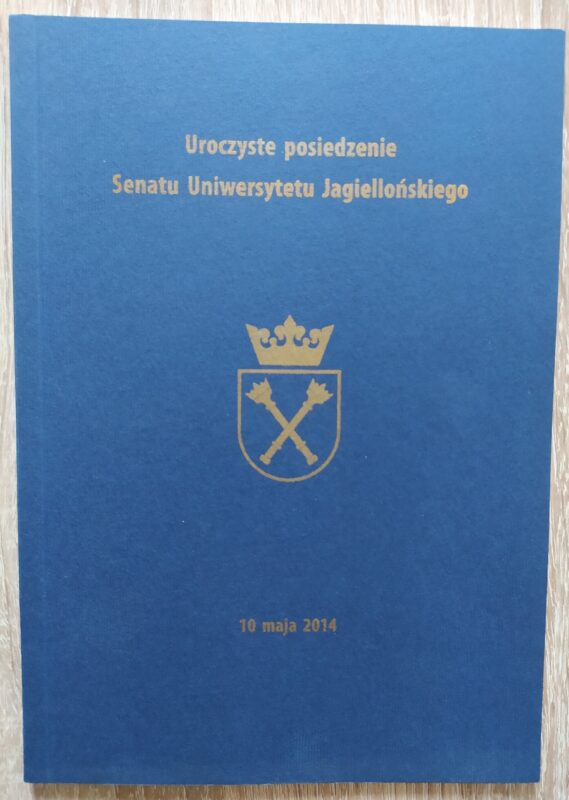 Uroczyste posiedzenie
Senatu Uniwersytetu Jagiellońskiego
10 maja 2014